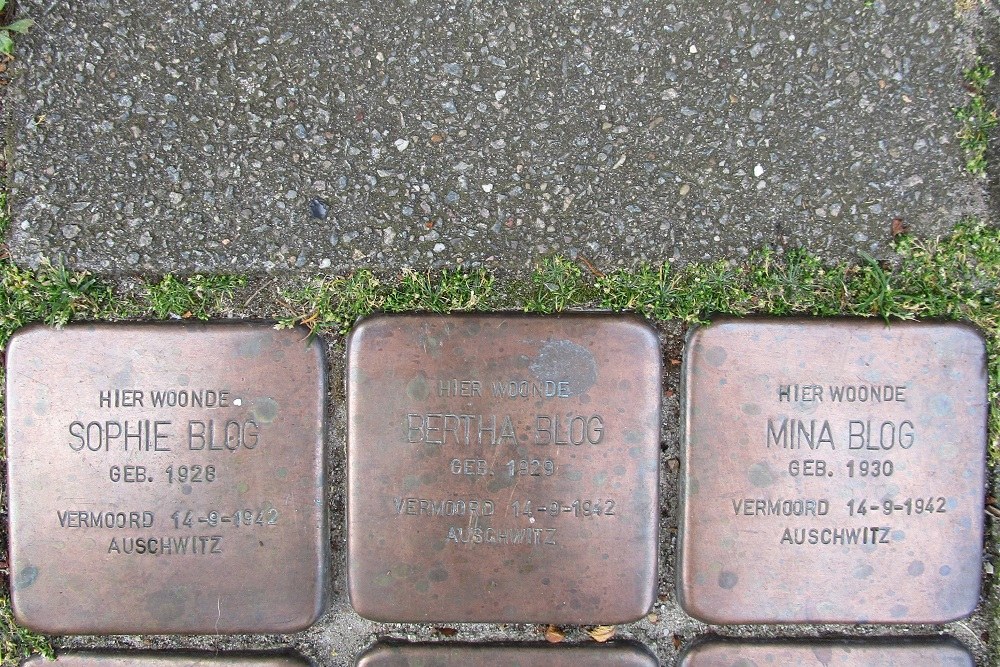 HIER WOONDE
SOPHIE BLOG
GEB. 1928
VERMOORD 14-9-1942
AUSCHWITZ
HIER WOONDE
BERTHA BLOG
GEB. 1929
VERMOORD 14-9-1942
AUSCHWITZ
HIER WOONDE
MINA BLOG
GEB. 1930
VERMOORD 14-9-1942
AUSCHWITZ